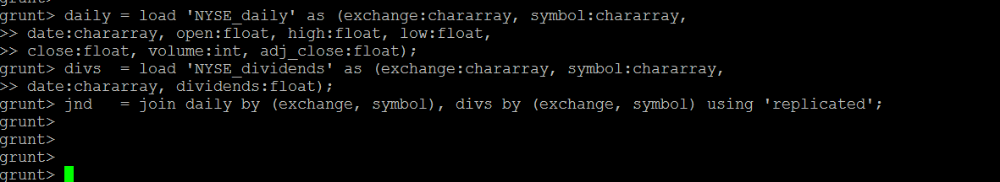 grunt>
grunt> daily = load 'NYSE_daily' as (exchange:chararray, symbol:chararray,
>> date:chararray, open:float, high:float, low:float,
>> close:float, volume:int, adj_close:float);
grunt> divs  = load 'NYSE_dividends' as (exchange:chararray, symbol:chararray,
>> date:chararray, dividends:float);
grunt> jnd   = join daily by (exchange, symbol), divs by (exchange, symbol) using 'replicated';
grunt>
grunt>
grunt>
grunt>